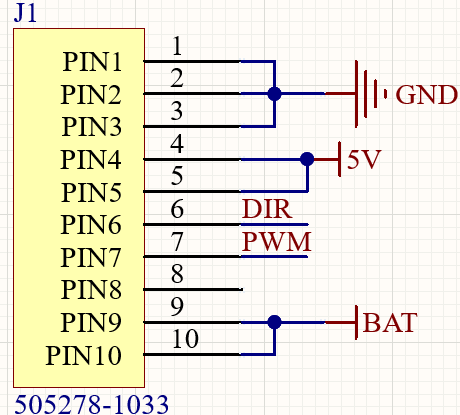 J1
PIN1 1
PIN2 2 GND
PIN3 3
PIN4 4 5V
PIN5 5
PIN6 6 DIR
PIN7 7 PWM
PIN8 8
PIN9 9 BAT
PIN10 10
505278-1033